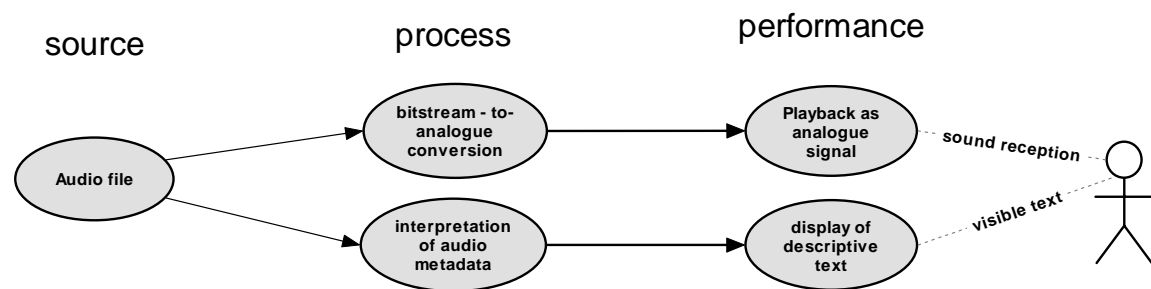 source
process
performance
Audio file
bitstream - to-
analogue
conversion
Playback as
analogue
signal
sound reception
interpretation
of audio
metadata
display of
descriptive
text
visible text